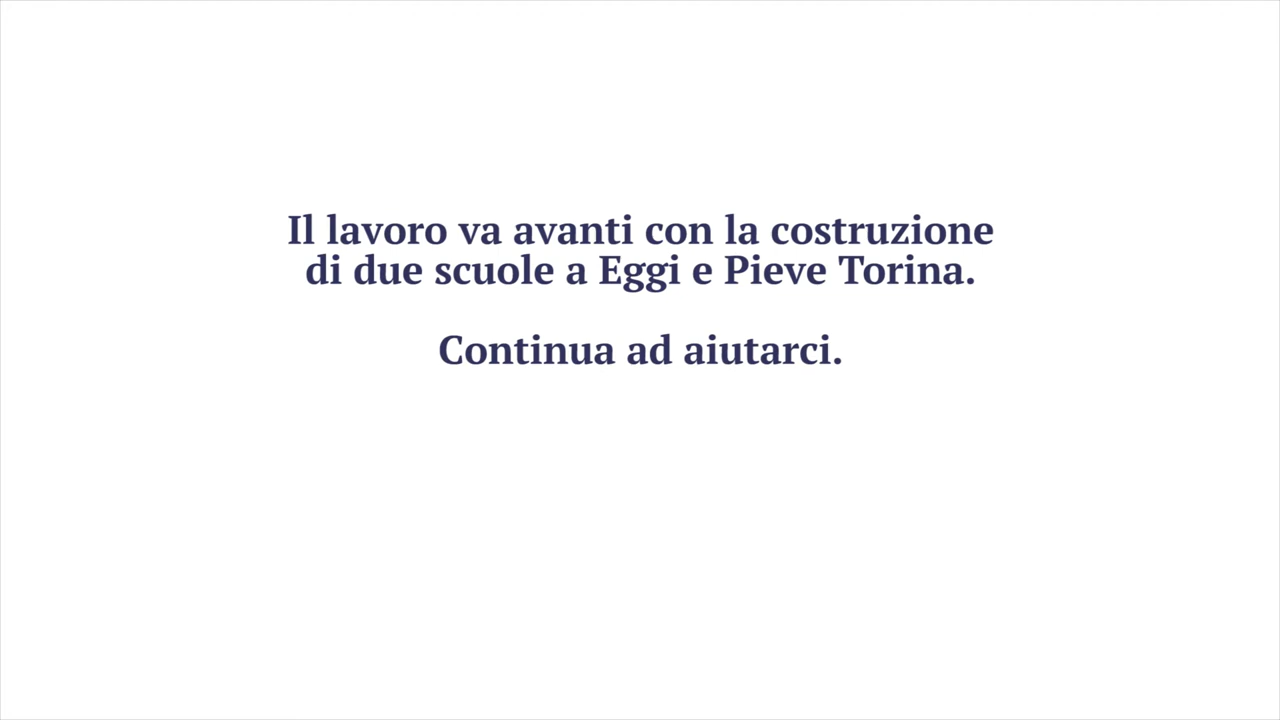 Il lavoro va avanti con la costruzione
di due scuole a Eggi e Pieve Torina.
Continua ad aiutarci.